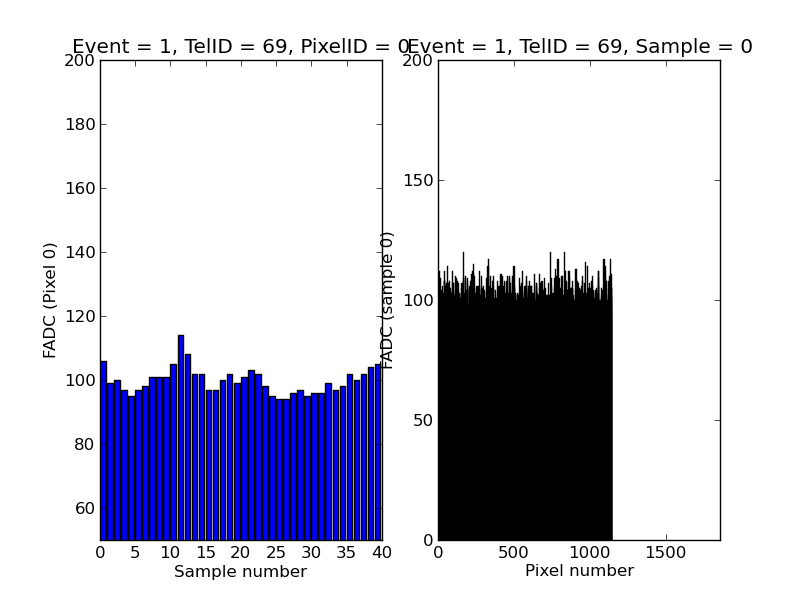 Event = 1, TelID = 69, PixelID = 0
200
180
160
140
120
100
80
60
FADC (Pixel 0)
0 5 10 15 20 25 30 35 40
Sample number
Event = 1, TelID = 69, Sample = 0
200
150
100
50
0
FADC (sample 0)
0 500 1000 1500
Pixel number